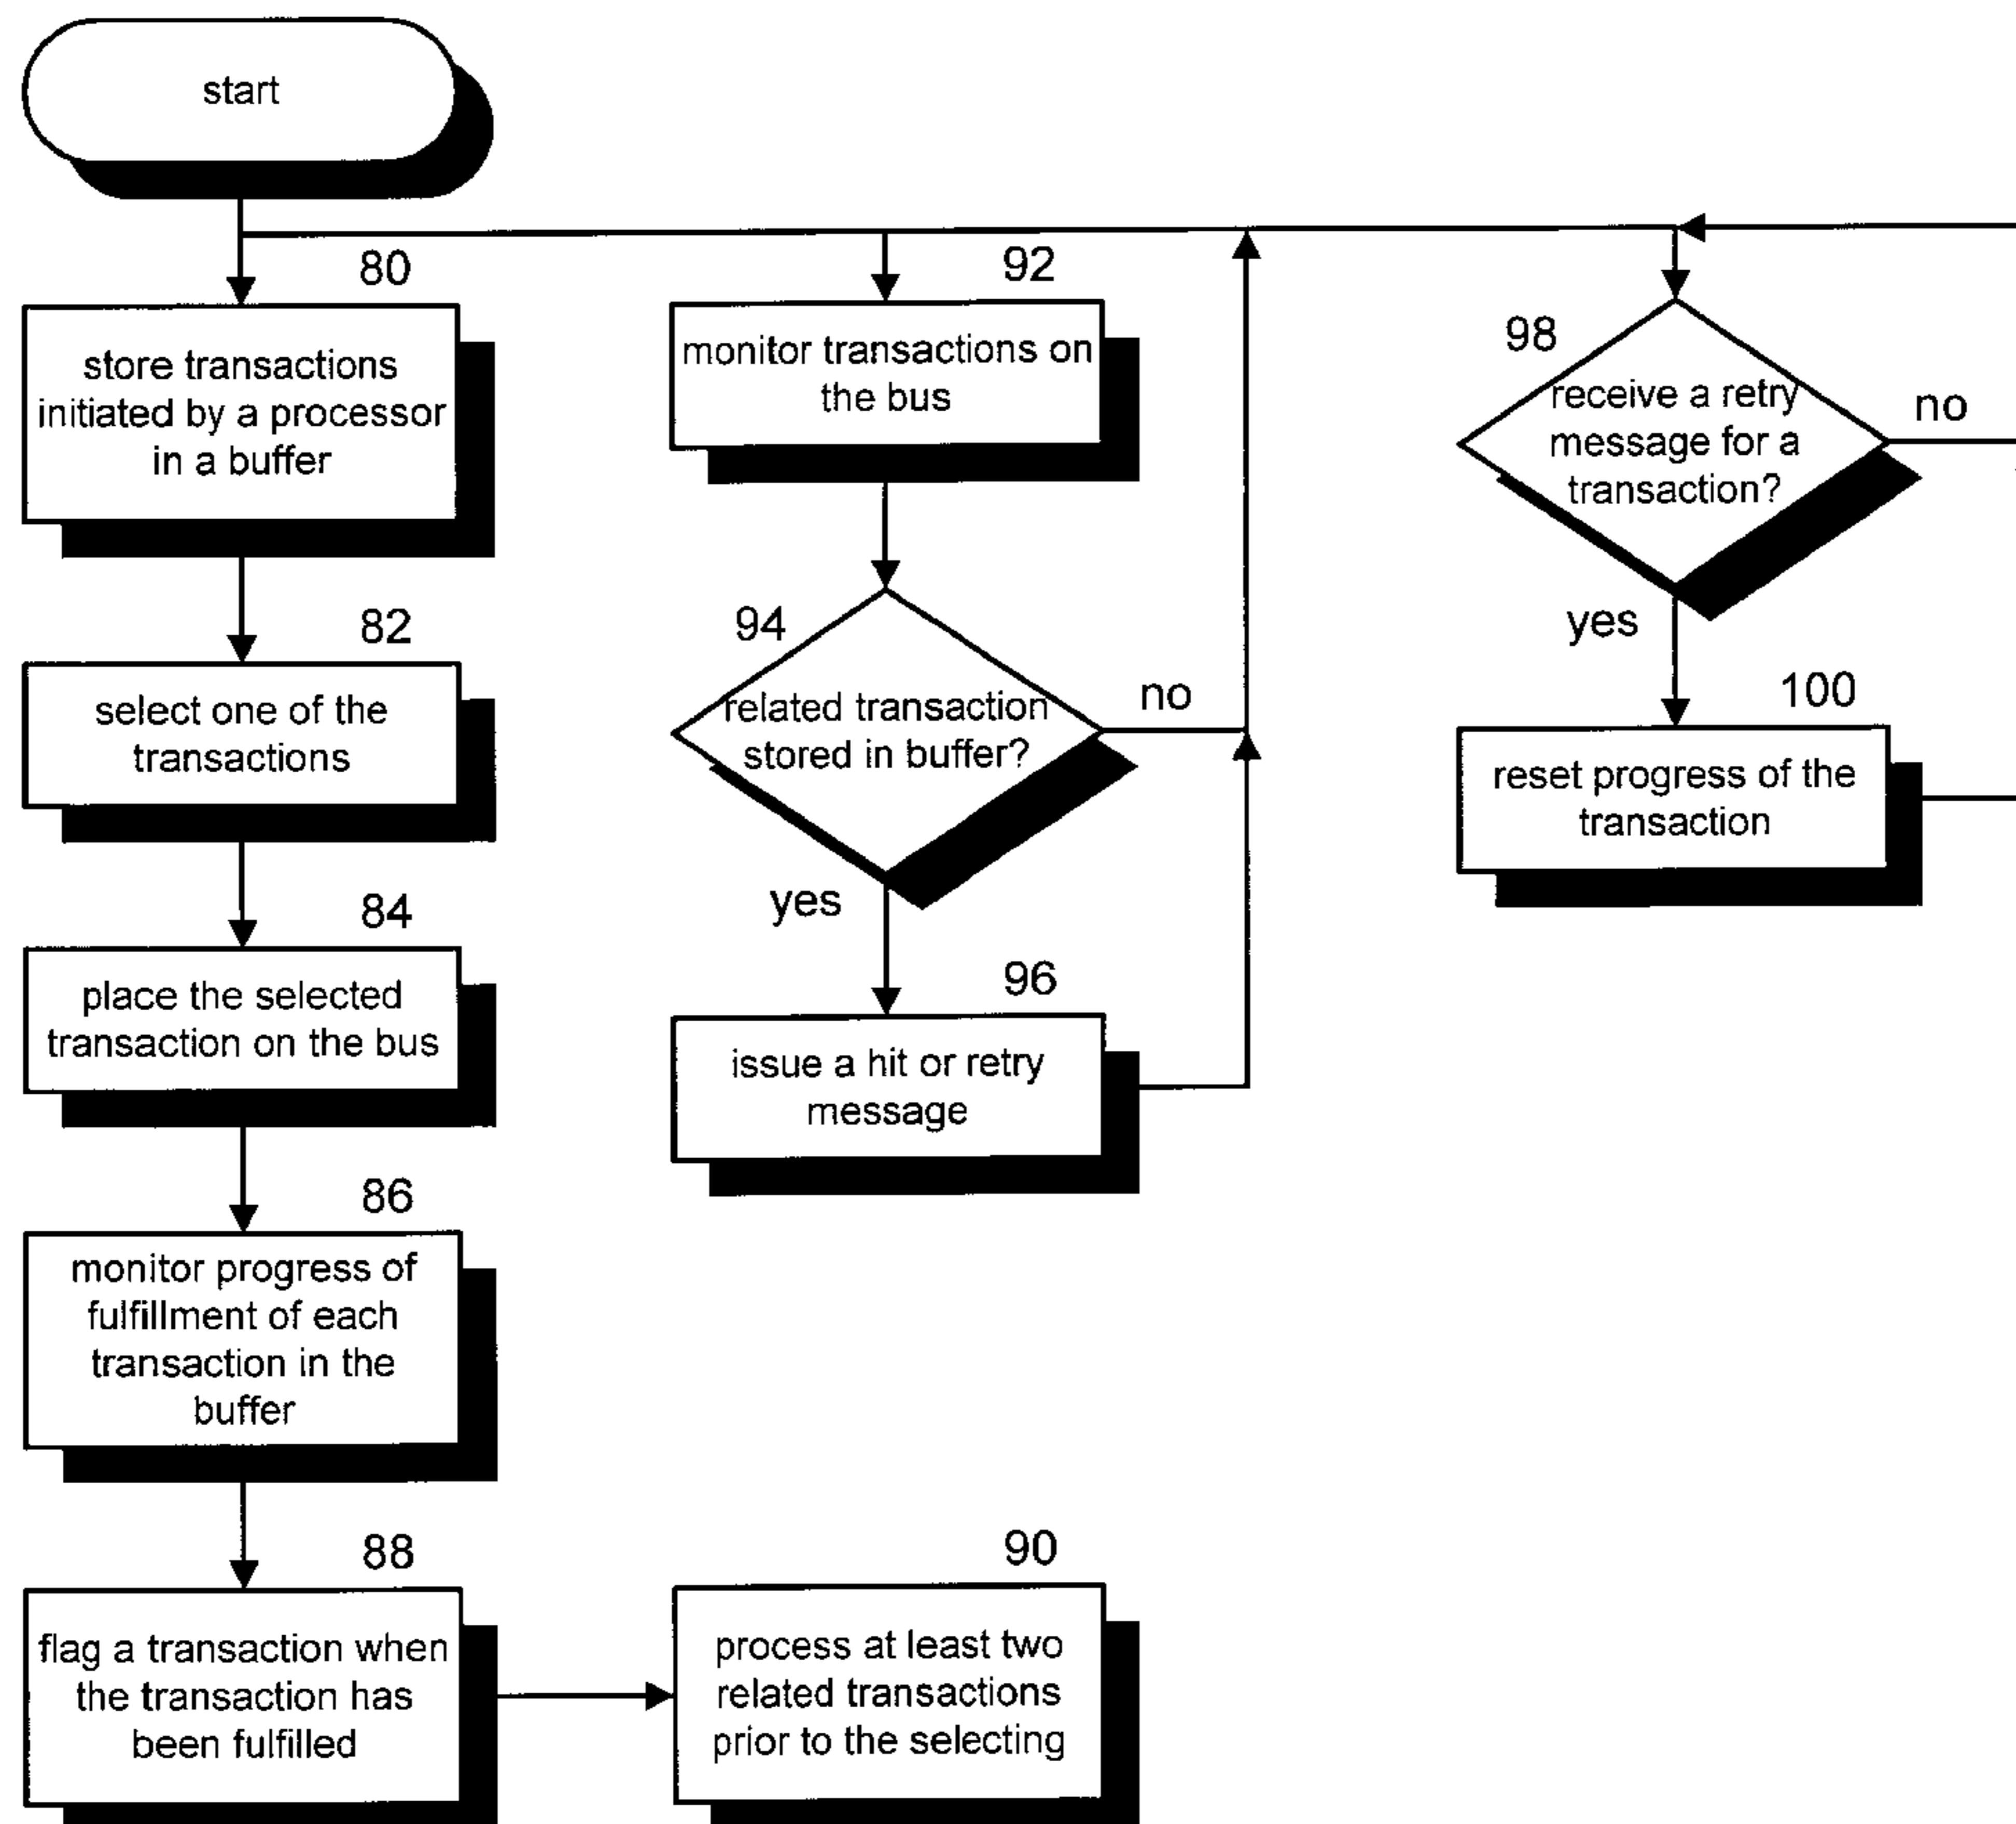 start
80
store transactions
initiated by a processor
in a buffer
82
select one of the
transactions
84
place the selected
transaction on the bus
86
monitor progress of
fulfillment of each
transaction in the
buffer
88
flag a transaction when
the transaction has
been fulfilled
90
process at least two
related transactions
prior to the selecting
92
monitor transactions on
the bus
94
related transaction
stored in buffer?
no
yes
96
issue a hit or retry
message
98
receive a retry
message for a
transaction?
no
yes
100
reset progress of the
transaction